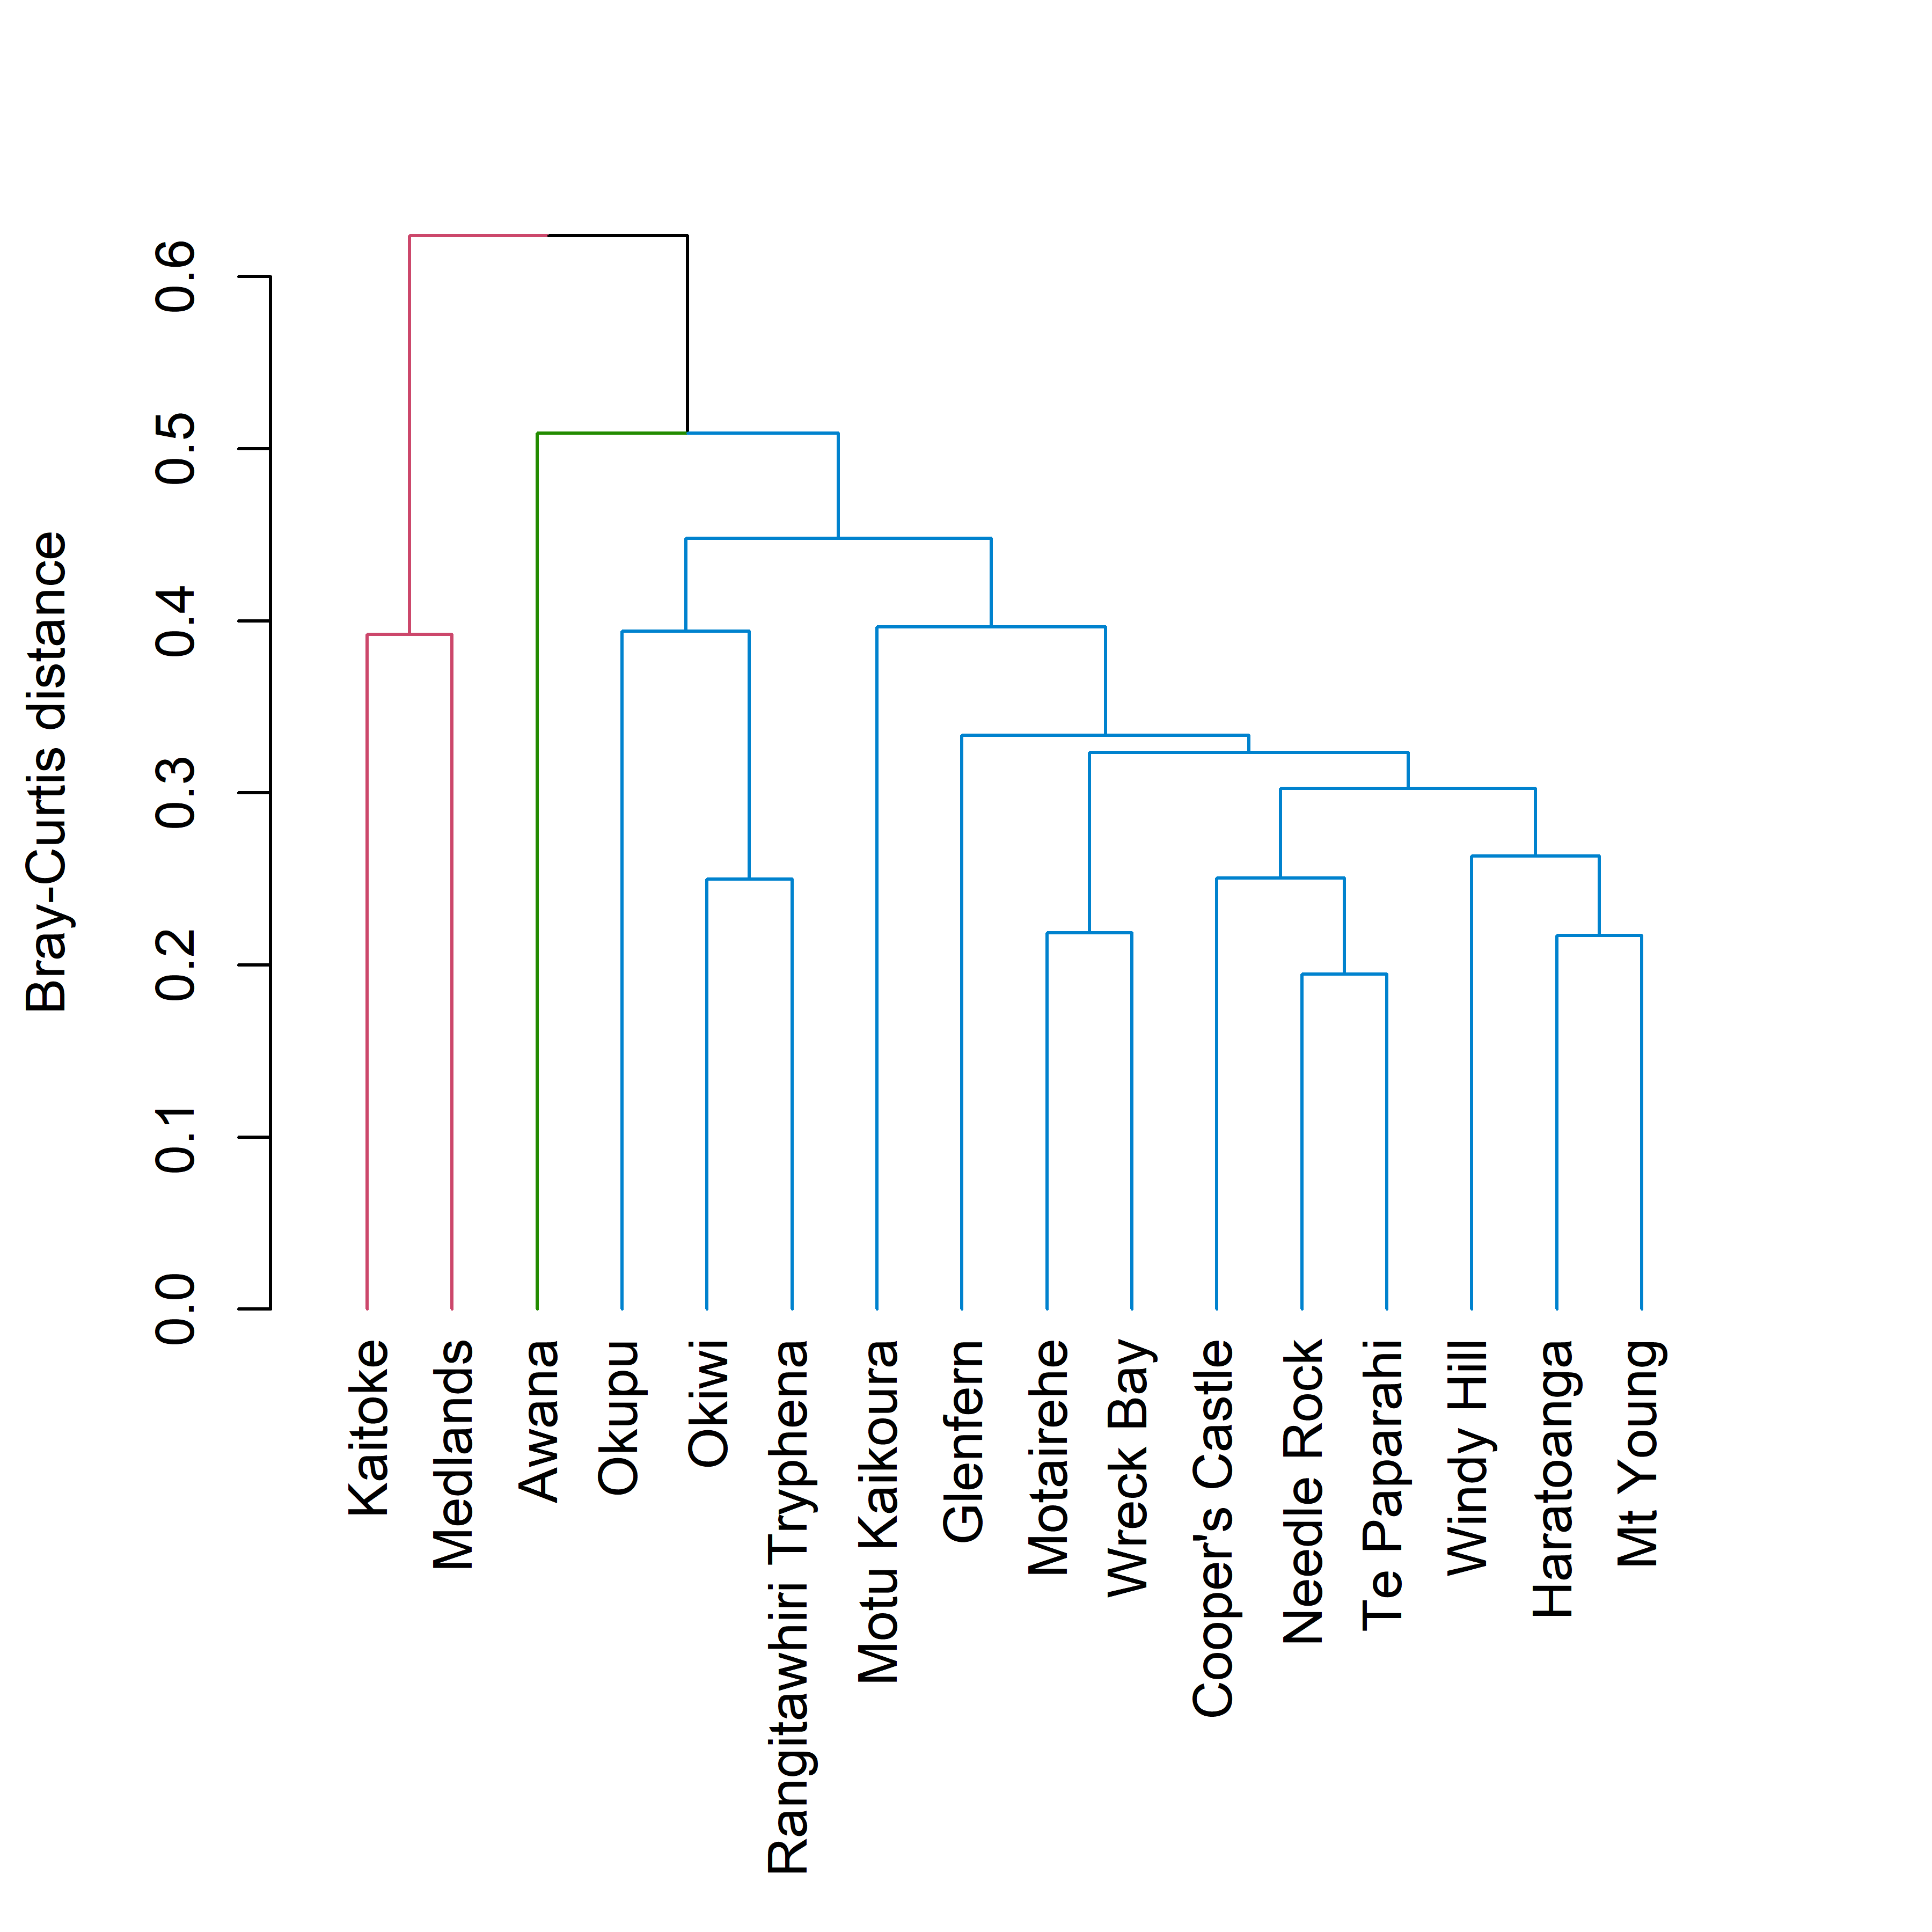 Bray-Curtis distance
0.6
0.5
0.4
0.3
0.2
0.1
0.0
Kaitoke
Medlands
Awana
Okupu
Okiwi
Rangitawhiri Tryphena
Motu Kaikoura
Glenfern
Motairehe
Wreck Bay
Cooper's Castle
Needle Rock
Te Paparahi
Windy Hill
Haratoanga
Mt Young